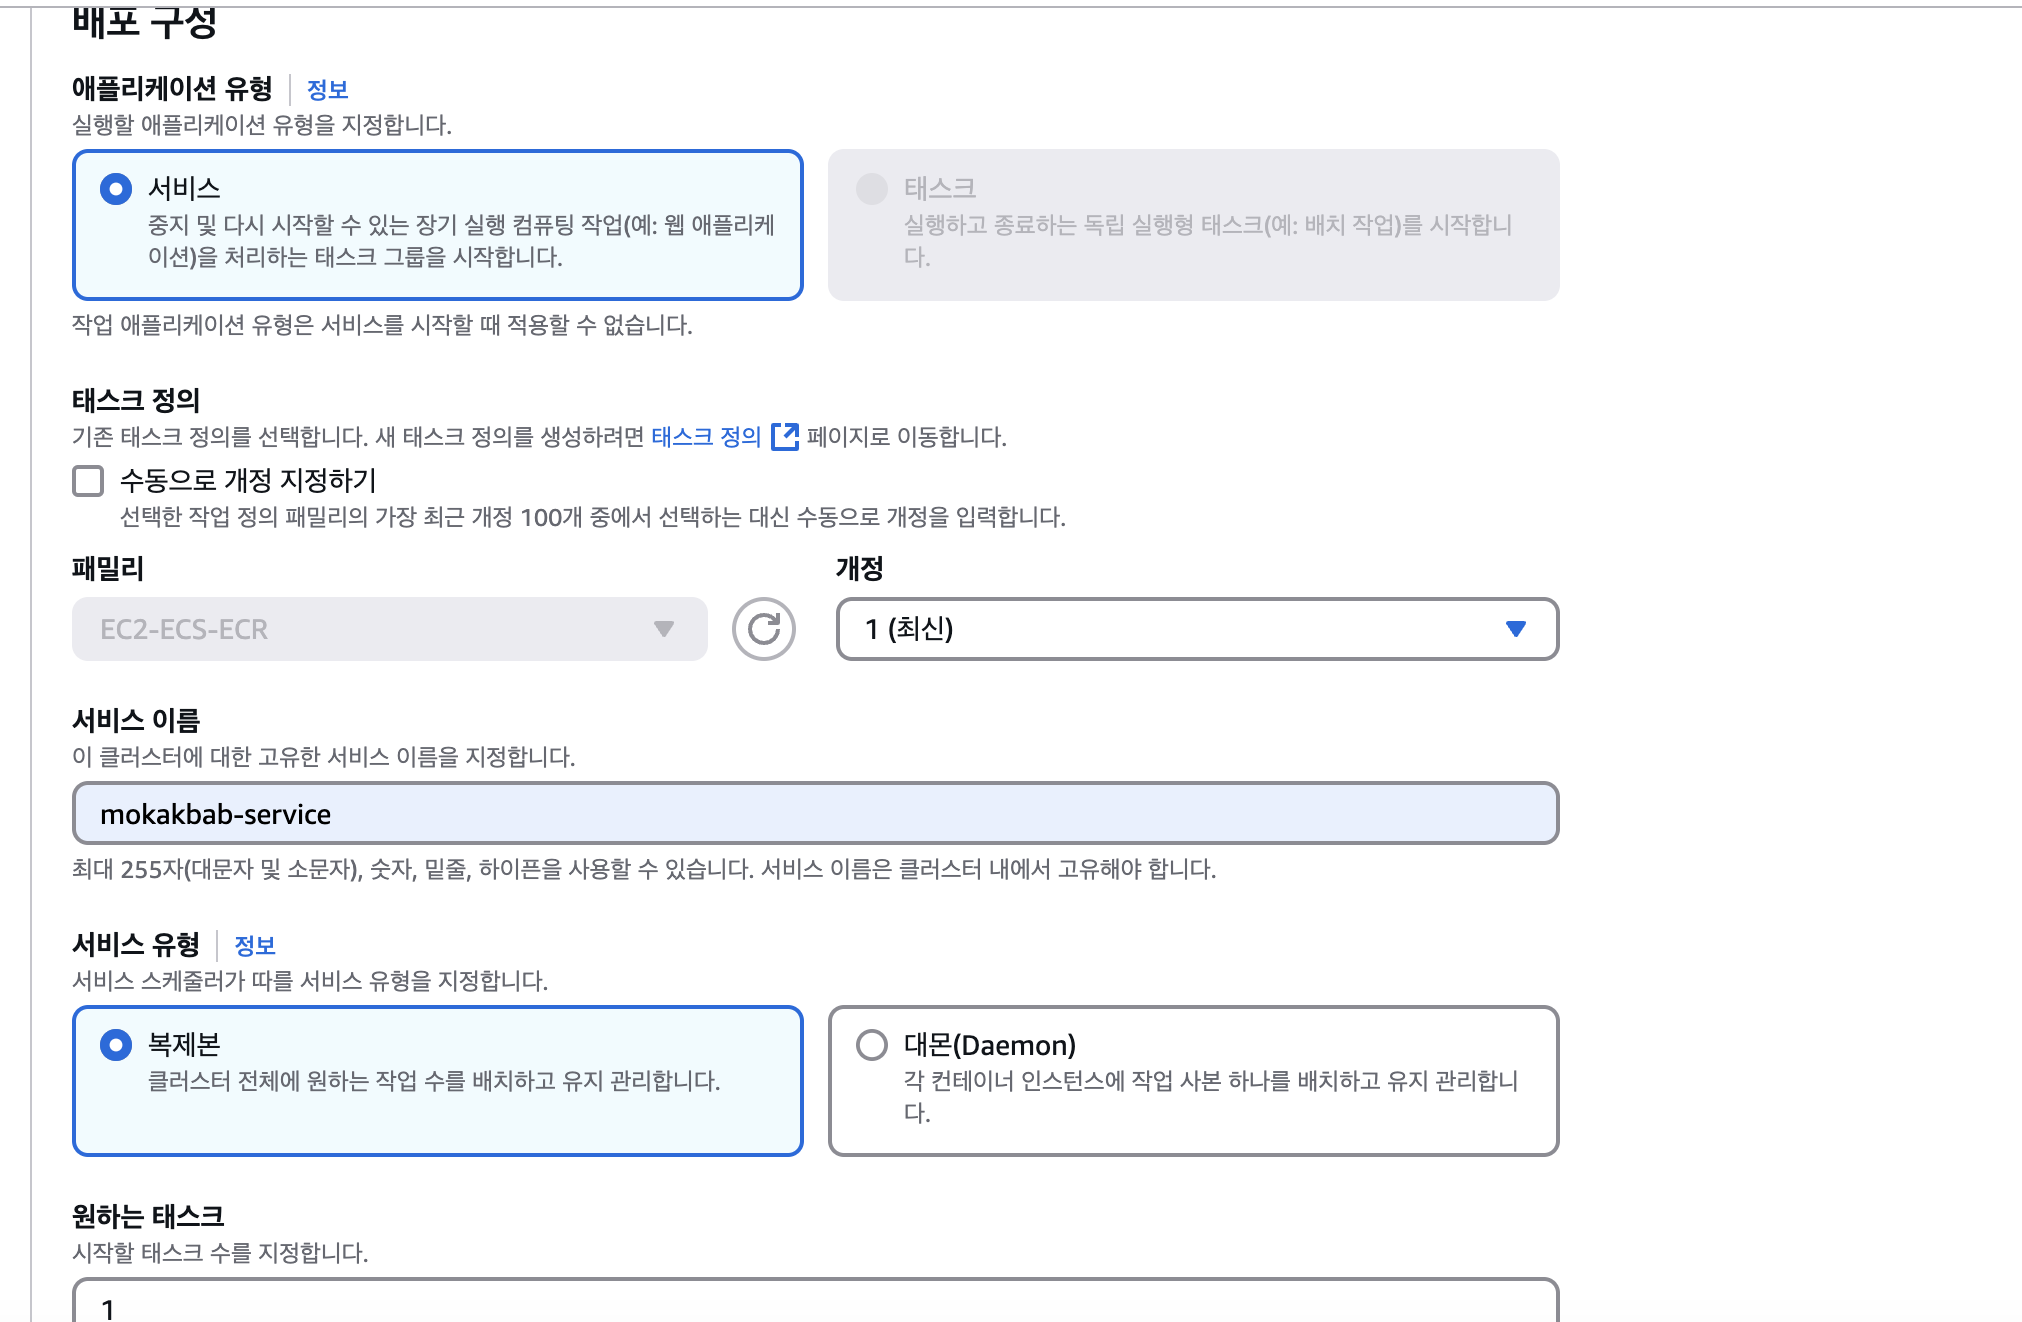 배포 구성
애플리케이션 유형 정보
실행할 애플리케이션 유형을 지정합니다.
서비스
중지 및 다시 시작할 수 있는 장기 실행 컴퓨팅 작업(예: 웹 애플리케
이션)을 처리하는 태스크 그룹을 시작합니다.
태스크
실행하고 종료하는 독립 실행형 태스크(예: 배치 작업)를 시작합니
다.
작업 애플리케이션 유형은 서비스를 시작할 때 적용할 수 없습니다.
태스크 정의
기존 태스크 정의를 선택합니다. 새 태스크 정의를 생성하려면 태스크 정의 페이지로 이동합니다.
수동으로 개정 지정하기
선택한 작업 정의 패밀리의 가장 최근 개정 100개 중에서 선택하는 대신 수동으로 개정을 입력합니다.
패밀리
EC2-ECS-ECR
개정
1 (최신)
서비스 이름
이 클러스터에 대한 고유한 서비스 이름을 지정합니다.
mokakbab-service
최대 255자(대문자 및 소문자), 숫자, 밑줄, 하이픈을 사용할 수 있습니다. 서비스 이름은 클러스터 내에서 고유해야 합니다.
서비스 유형 정보
서비스 스케줄러가 따를 서비스 유형을 지정합니다.
복제본
클러스터 전체에 원하는 작업 수를 배치하고 유지 관리합니다.
대몬(Daemon)
각 컨테이너 인스턴스에 작업 사본 하나를 배치하고 유지 관리합니
다.
원하는 태스크
시작할 태스크 수를 지정합니다.
1